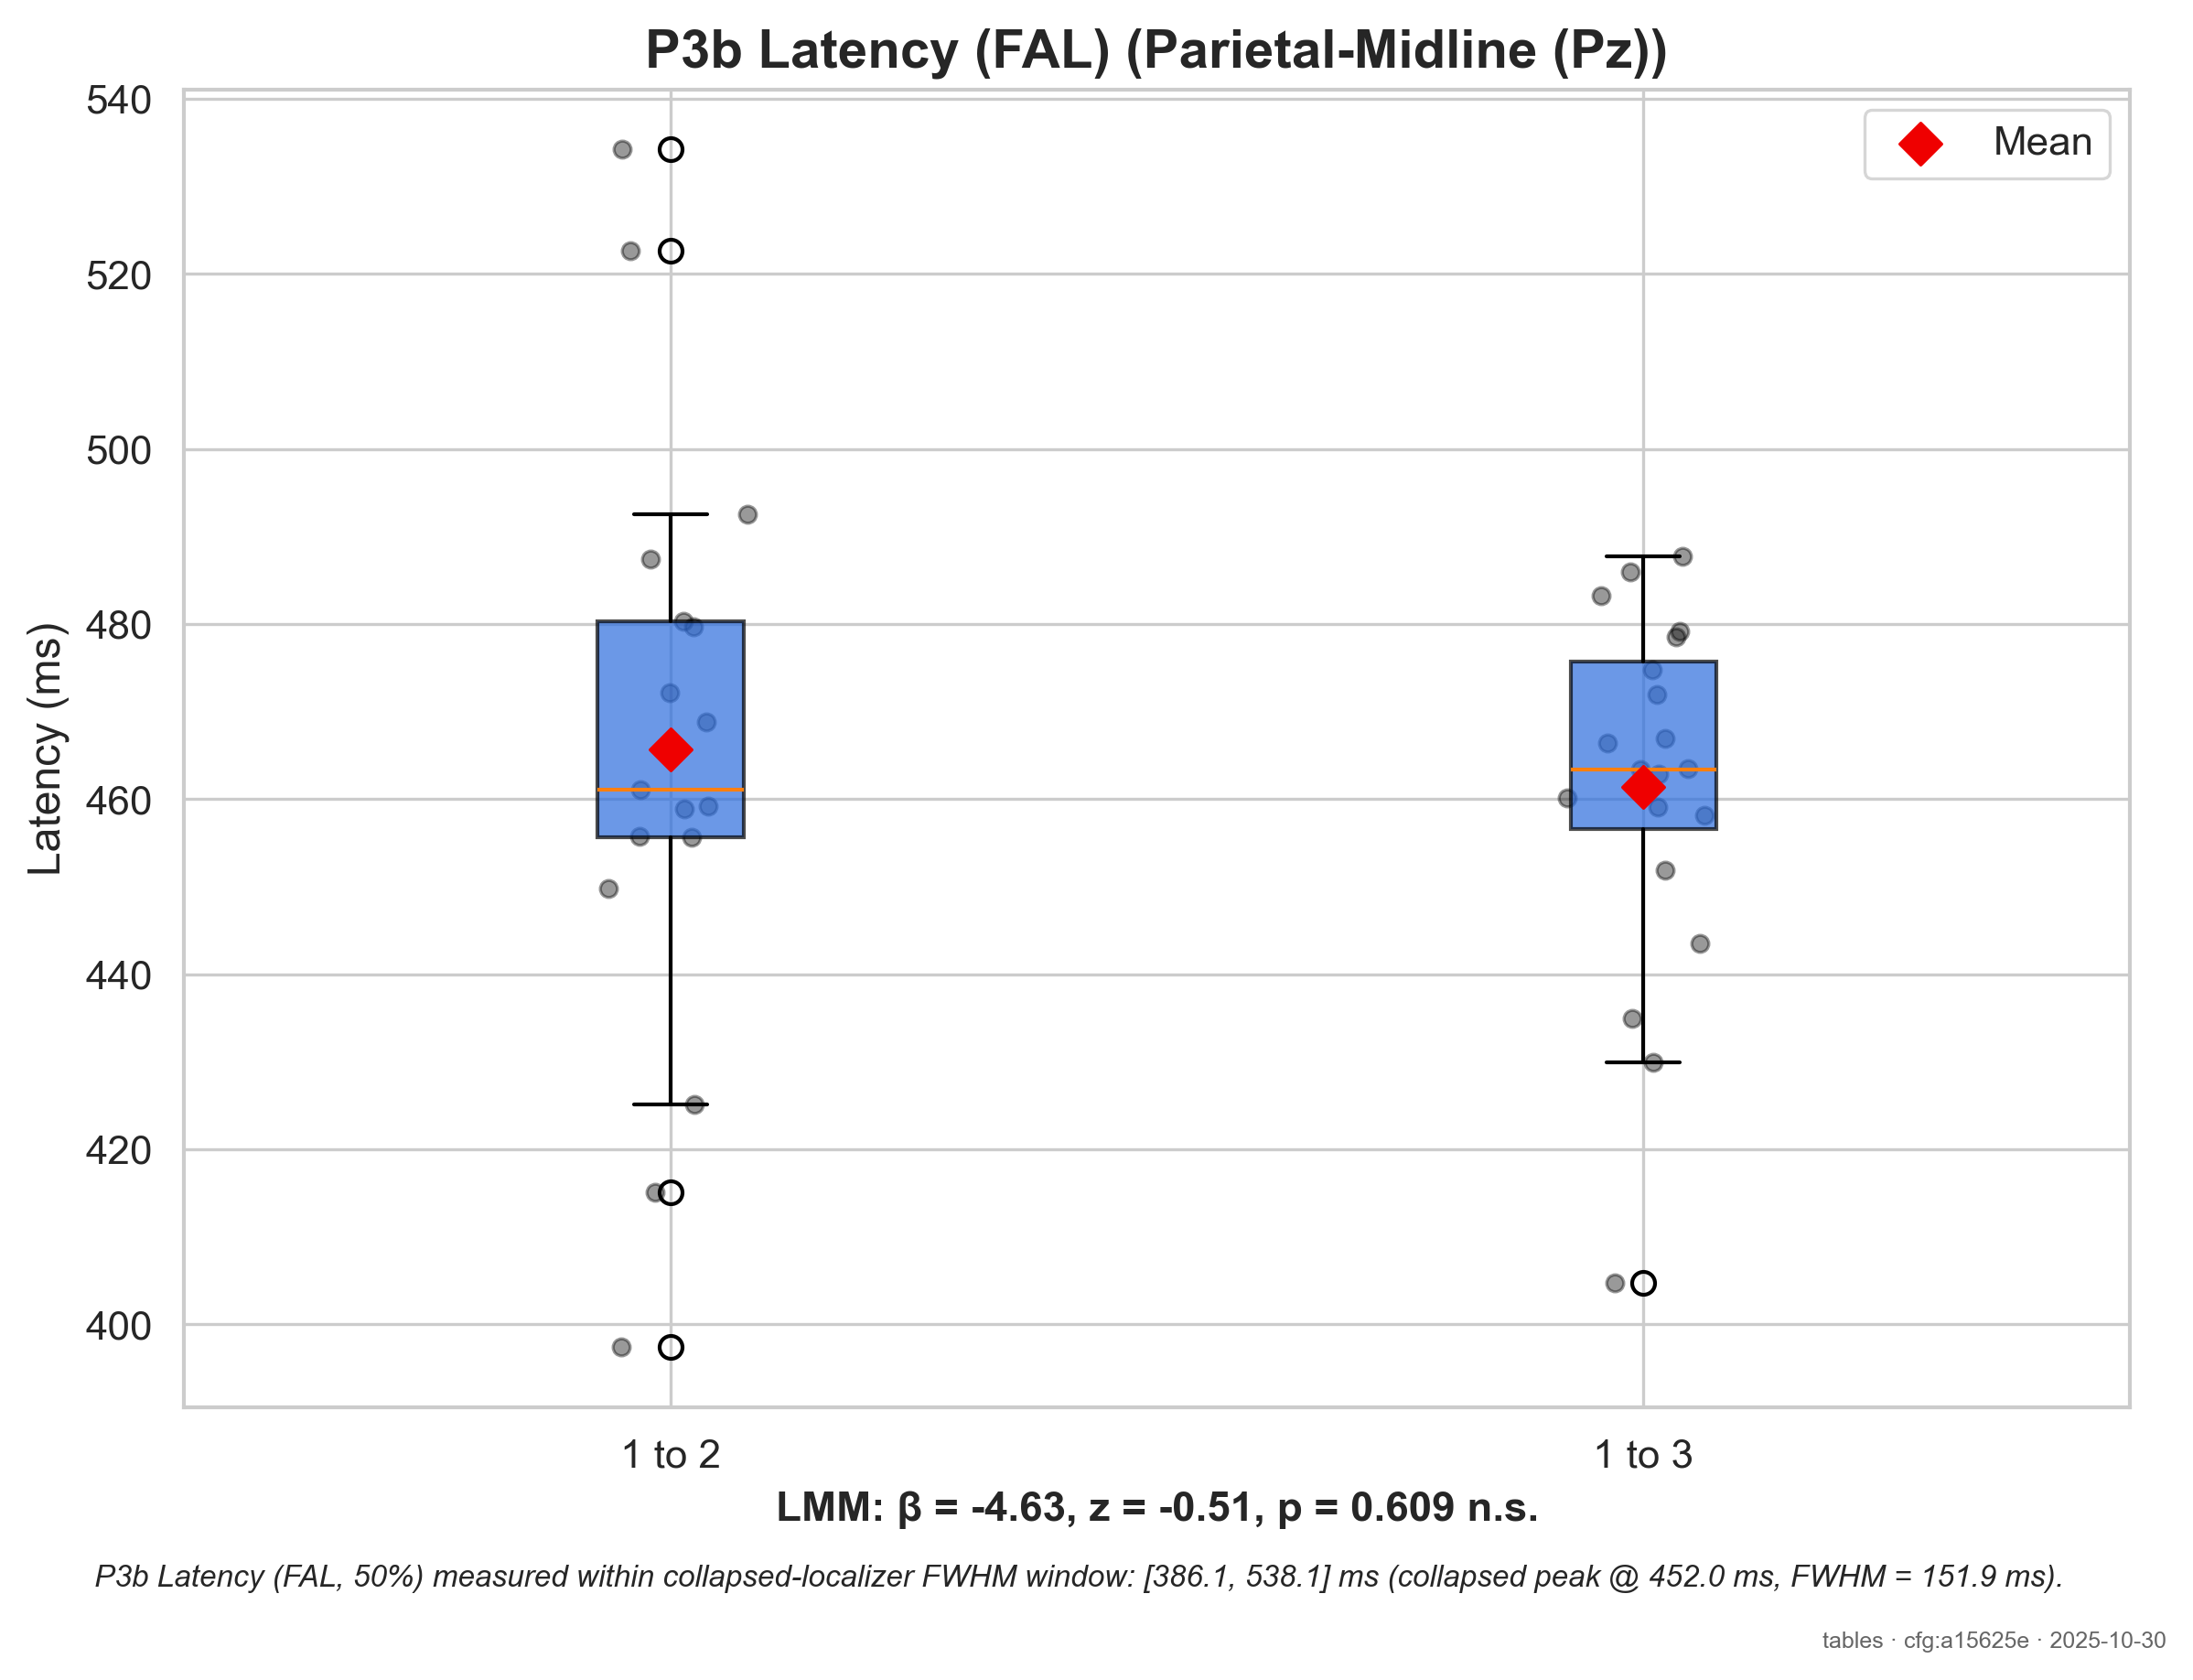 P3b Latency (FAL) (Parietal-Midline (Pz))
Mean
Latency (ms)
540
520
500
480
460
440
420
400
1 to 2
1 to 3
LMM: β = -4.63, z = -0.51, p = 0.609 n.s.
P3b Latency (FAL, 50%) measured within collapsed-localizer FWHM window: [386.1, 538.1] ms (collapsed peak @ 452.0 ms, FWHM = 151.9 ms).
tables · cfg:a15625e · 2025-10-30